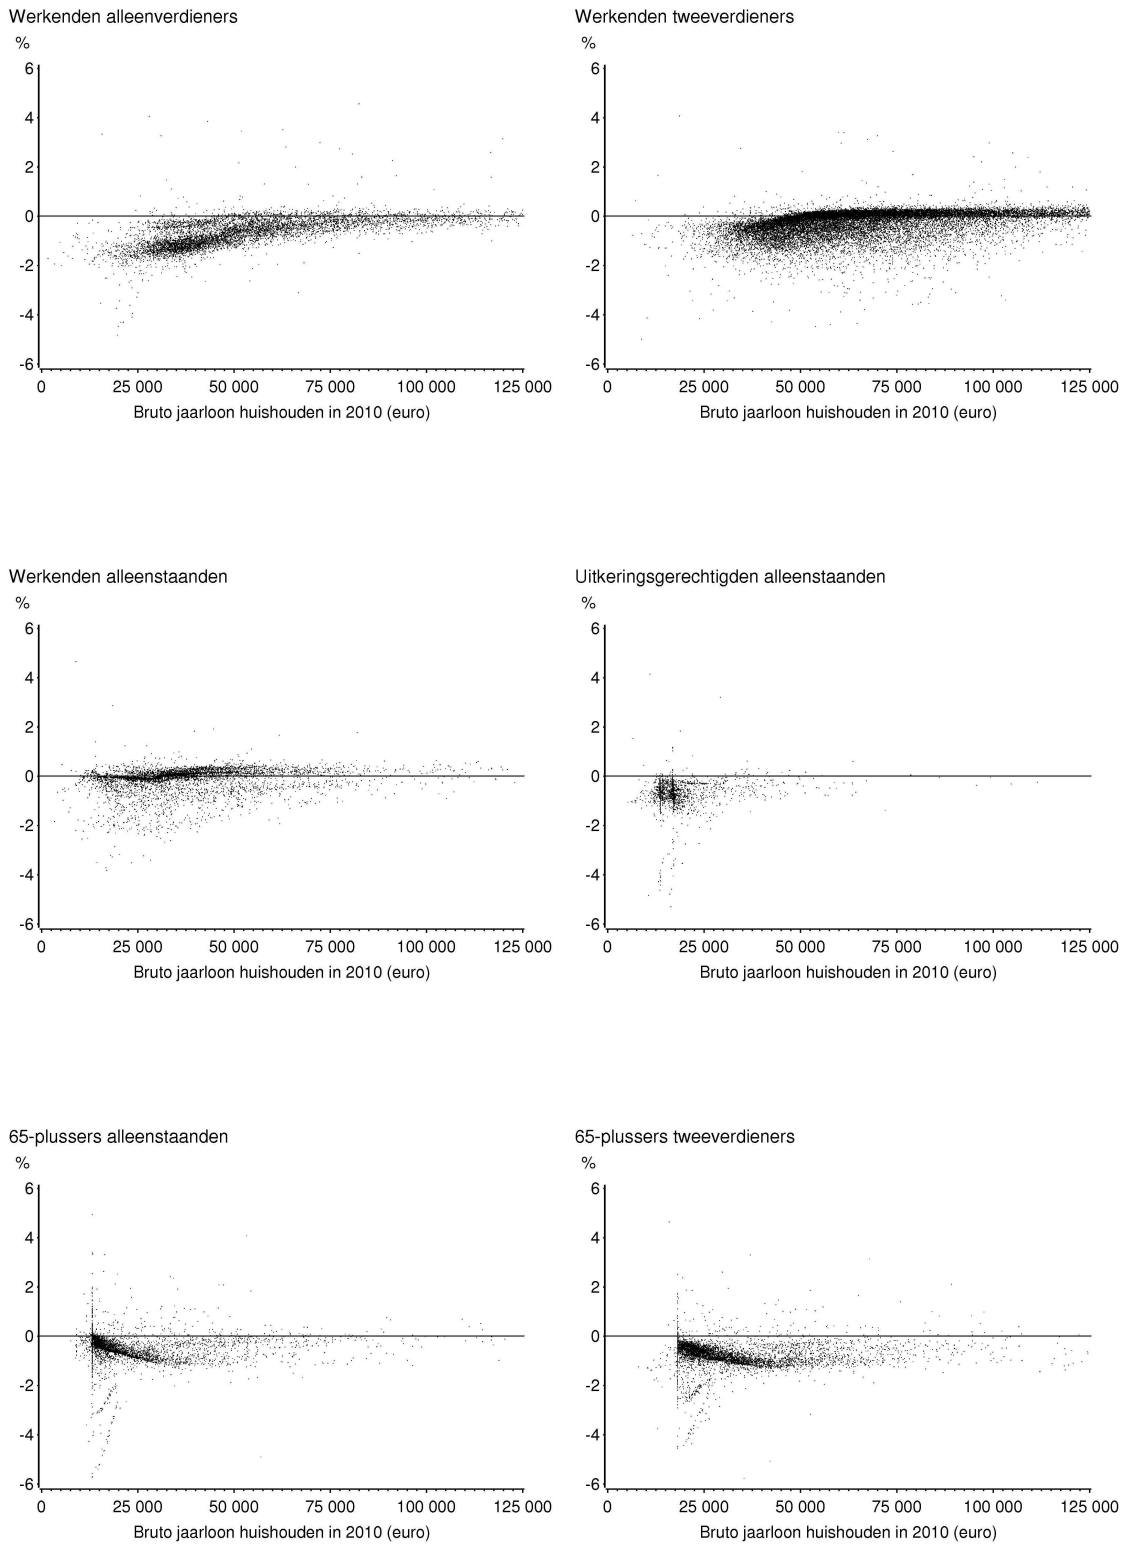 Werkenden alleenverdieners
%
6
4
2
0
-2
-4
-6
0 25 000 50 000 75 000 100 000 125 000
Bruto jaarloon huishouden in 2010 (euro)
Werkenden tweeverdieners
%
6
4
2
0
-2
-4
-6
0 25 000 50 000 75 000 100 000 125 000
Bruto jaarloon huishouden in 2010 (euro)
Werkenden alleenstaanden
%
6
4
2
0
-2
-4
-6
0 25 000 50 000 75 000 100 000 125 000
Bruto jaarloon huishouden in 2010 (euro)
Uitkeringsgerechtigden alleenstaanden
%
6
4
2
0
-2
-4
-6
0 25 000 50 000 75 000 100 000 125 000
Bruto jaarloon huishouden in 2010 (euro)
65-plussers alleenstaanden
%
6
4
2
0
-2
-4
-6
0 25 000 50 000 75 000 100 000 125 000
Bruto jaarloon huishouden in 2010 (euro)
65-plussers tweeverdieners
%
6
4
2
0
-2
-4
-6
0 25 000 50 000 75 000 100 000 125 000
Bruto jaarloon huishouden in 2010 (euro)